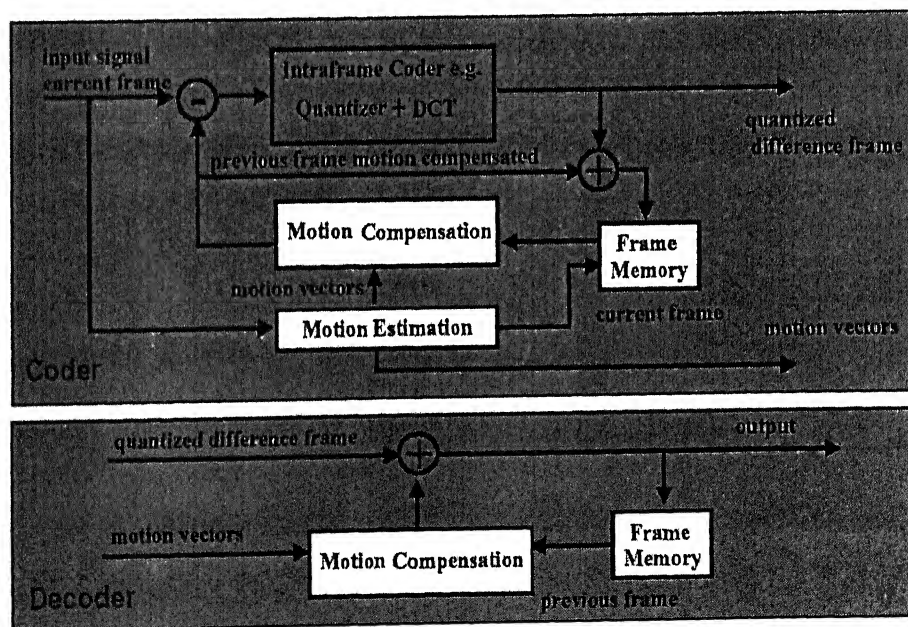 input signal
current frame
Intraframe Coder e.g.
Quantizer + DCT
quantized
difference frame
previous frame motion compensated
Motion Compensation
Frame
Memory
motion vectors
current frame
Motion Estimation
motion vectors
Coder
quantized difference frame
output
motion vectors
Motion Compensation
Frame
Memory
previous frame
Decoder